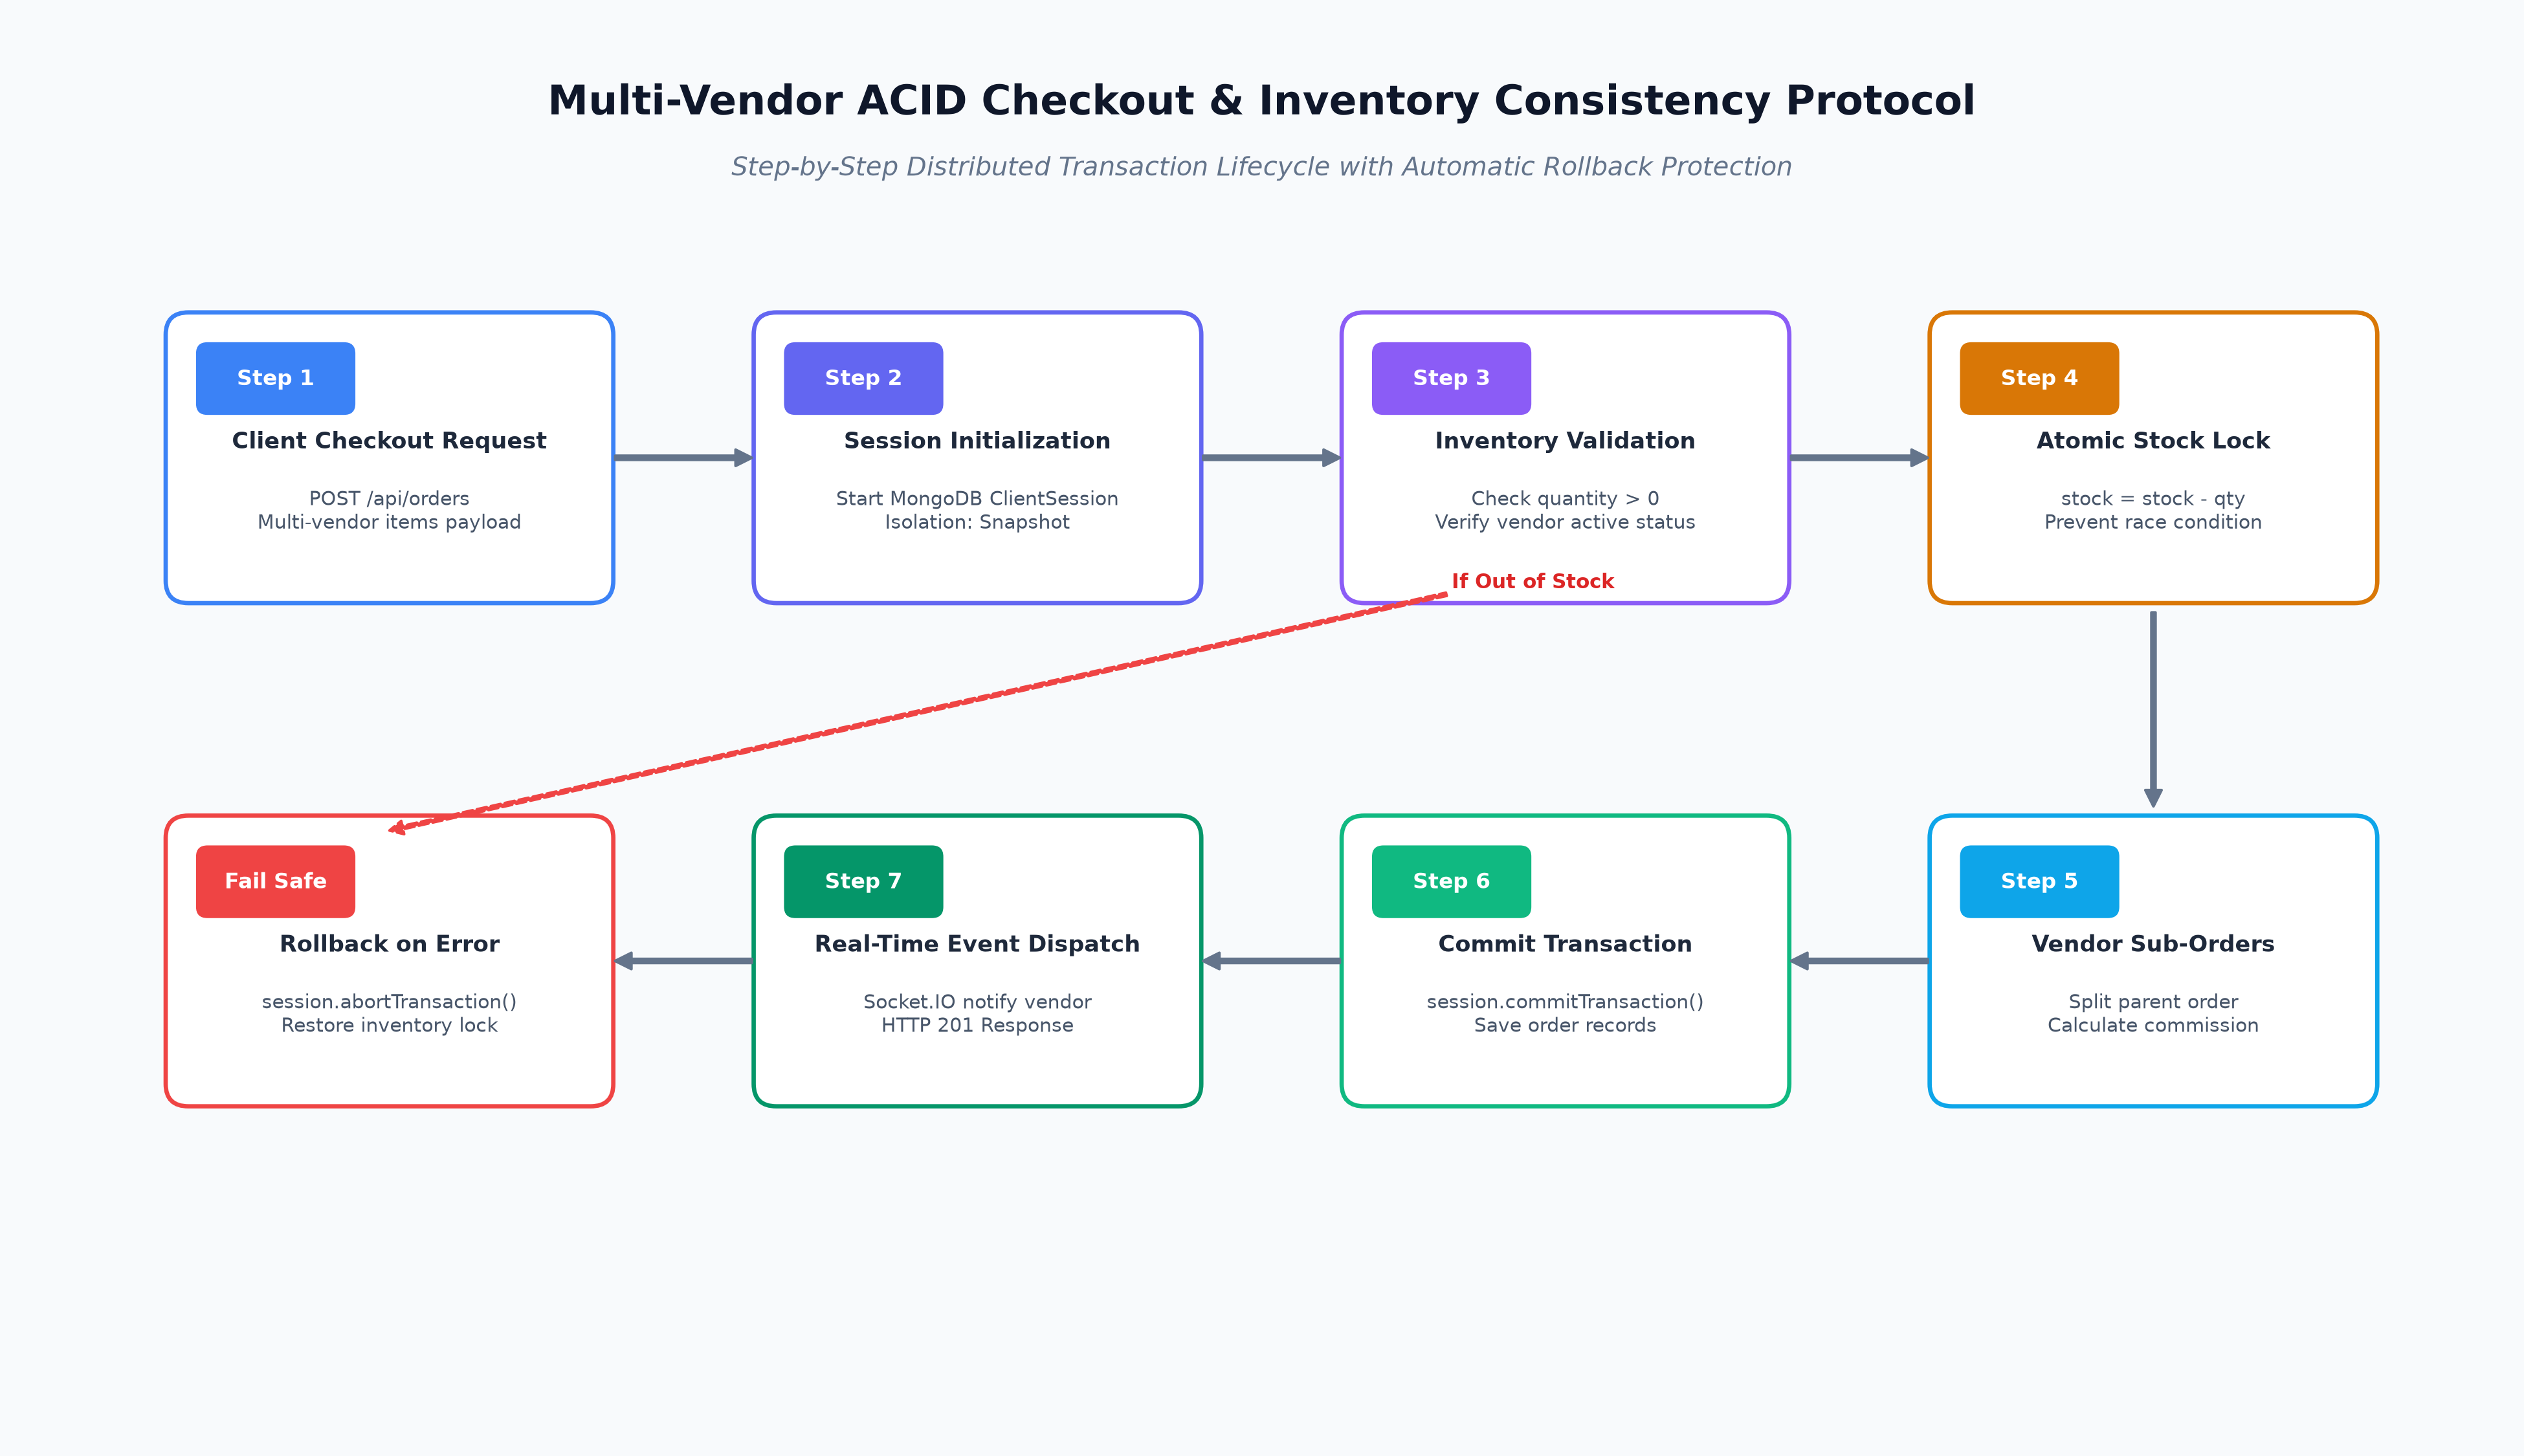 Multi-Vendor ACID Checkout & Inventory Consistency Protocol
Step-by-Step Distributed Transaction Lifecycle with Automatic Rollback Protection
Step 1
Client Checkout Request
POST /api/orders
Multi-vendor items payload
Step 2
Session Initialization
Start MongoDB ClientSession
Isolation: Snapshot
Step 3
Inventory Validation
Check quantity > 0
Verify vendor active status
If Out of Stock
Step 4
Atomic Stock Lock
stock = stock - qty
Prevent race condition
Fail Safe
Rollback on Error
session.abortTransaction()
Restore inventory lock
Step 7
Real-Time Event Dispatch
Socket.IO notify vendor
HTTP 201 Response
Step 6
Commit Transaction
session.commitTransaction()
Save order records
Step 5
Vendor Sub-Orders
Split parent order
Calculate commission